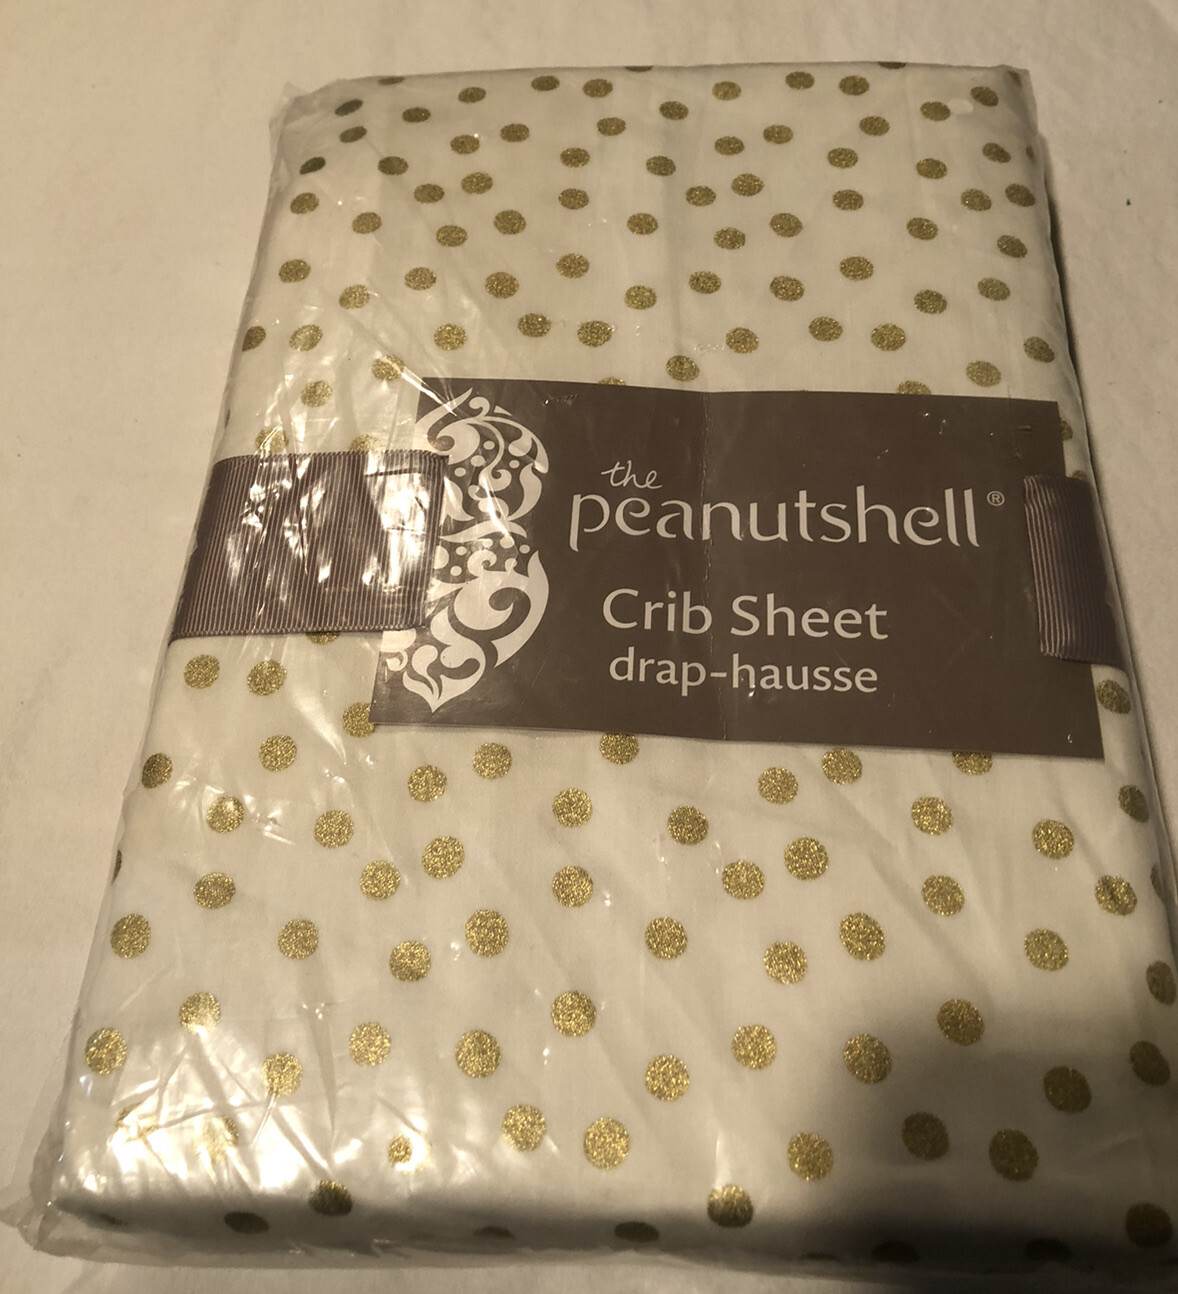 the
peanutshell®
Crib Sheet
drap-hausse